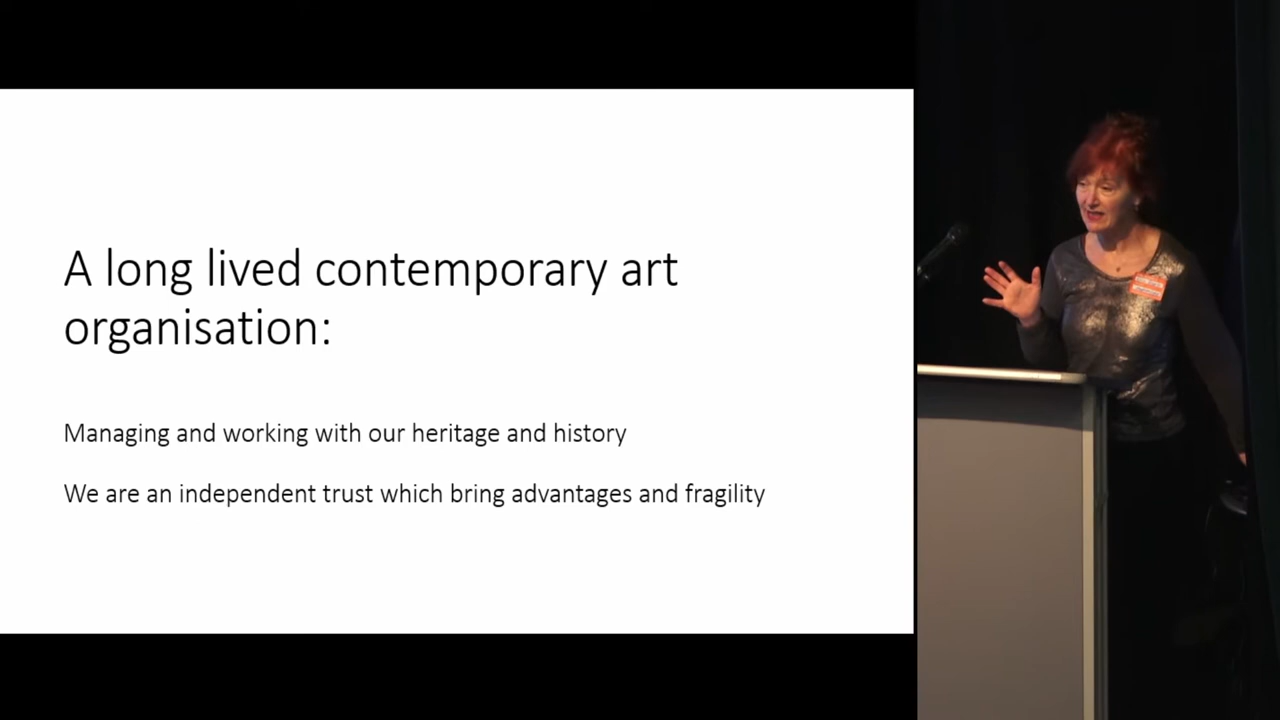 A long lived contemporary art
organisation:
Managing and working with our heritage and history
We are an independent trust which bring advantages and fragility